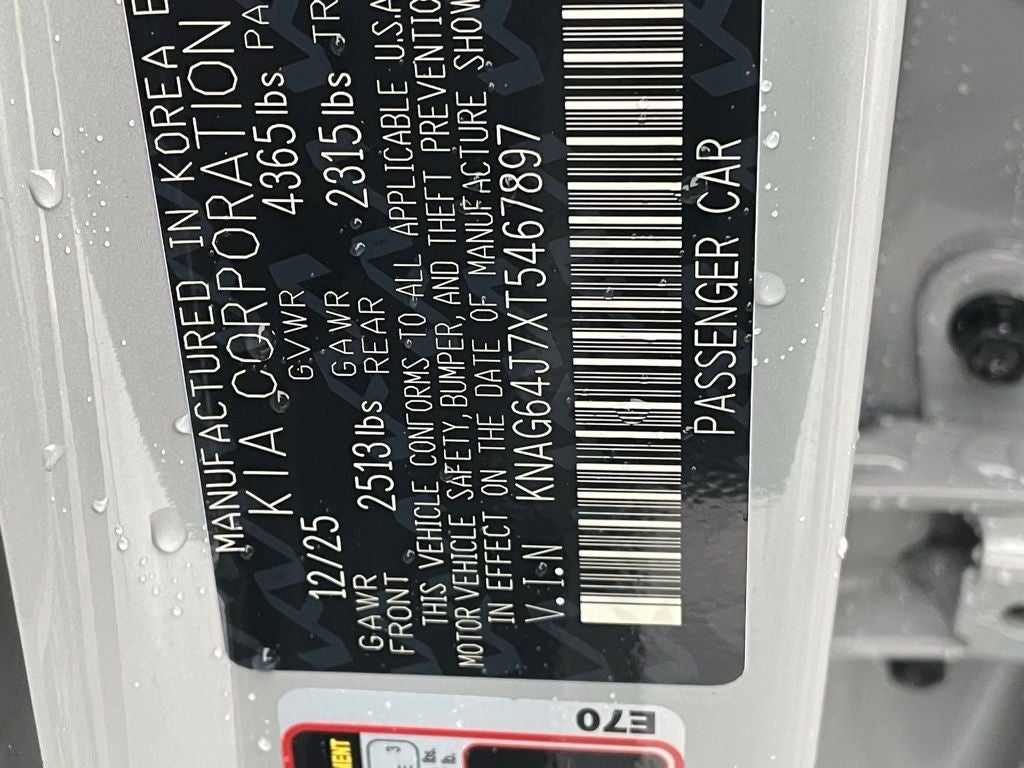 MANUFACTURED IN KOREA
KIA CORPORATION
12/25 GVWR 4365lbs
GAWR FRONT 2513lbs GAWR REAR 2315lbs
THIS VEHICLE CONFORMS TO ALL APPLICABLE U.S.A
MOTOR VEHICLE SAFETY, BUMPER, AND THEFT PREVENTIO
IN EFFECT ON THE DATE OF MANUFACTURE SHOW
V.I.N KNAG64J7XT5467897
PASSENGER CAR
E70